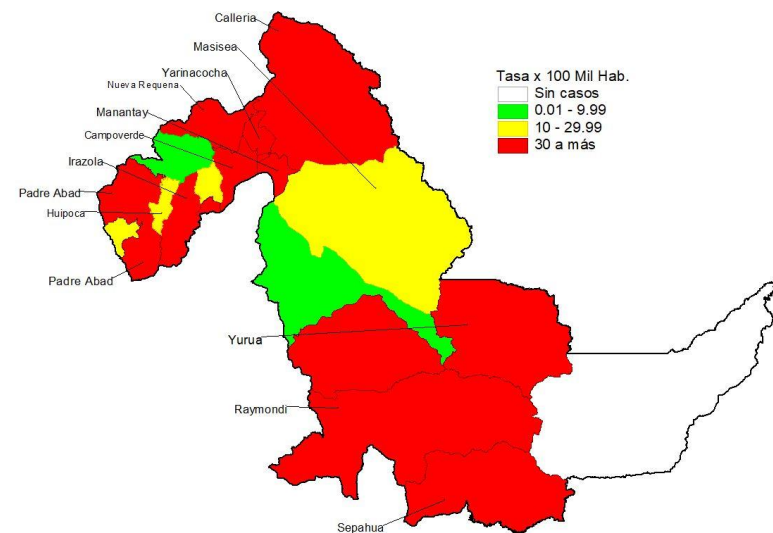 Calleria
Masisea
Yarinacocha
Nueva Requena
Manantay
Campoverde
Irazola
Padre Abad
Huipoca
Padre Abad
Yurua
Raymondi
Sepahua
Tasa x 100 Mil Hab.
Sin casos
0.01 - 9.99
10 - 29.99
30 a más